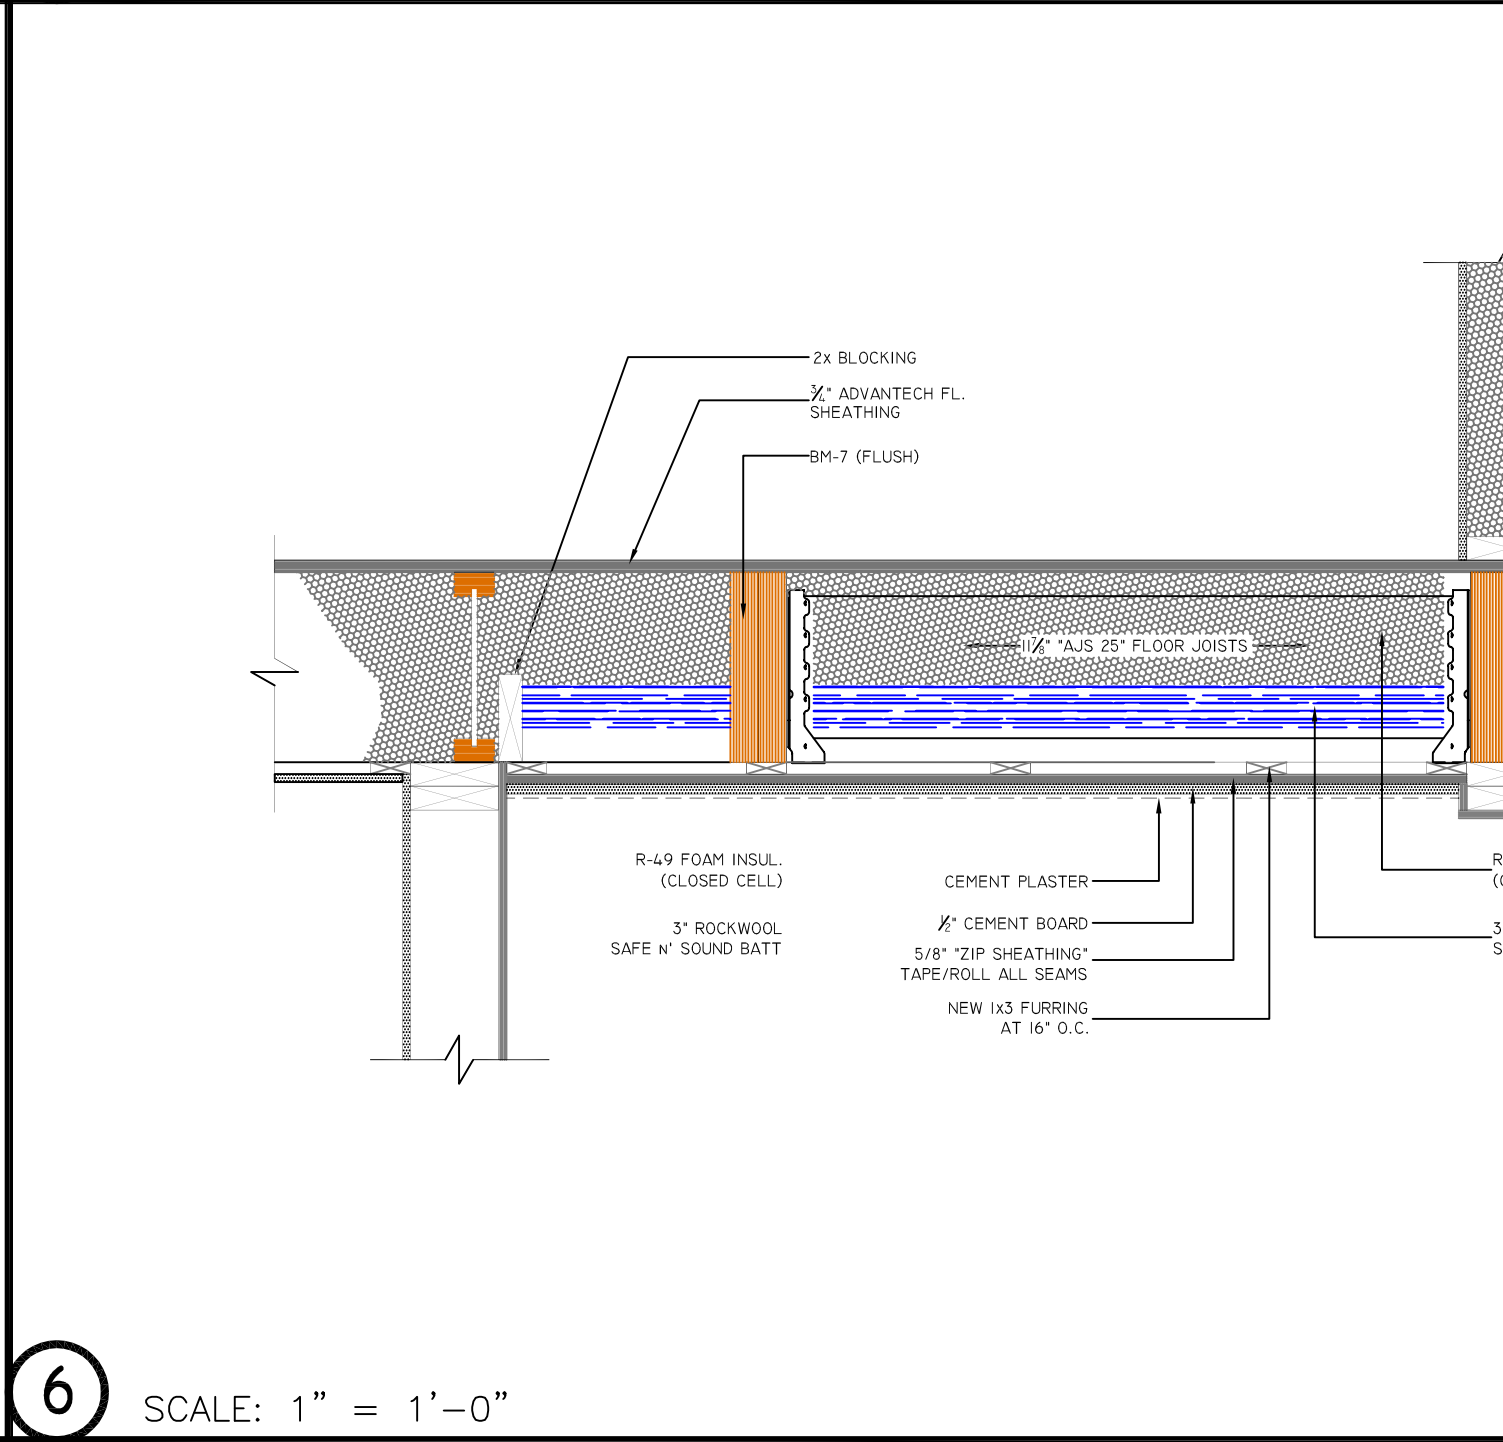 2x BLOCKING
¾" ADVANTECH FL.
SHEATHING
BM-7 (FLUSH)
11⅞" "AJS 25" FLOOR JOISTS
R-49 FOAM INSUL.
(CLOSED CELL)
3" ROCKWOOL
SAFE N' SOUND BATT
CEMENT PLASTER
½" CEMENT BOARD
5/8" "ZIP SHEATHING"
TAPE/ROLL ALL SEAMS
NEW 1x3 FURRING
AT 16" O.C.
R
(
3
S
6
SCALE: 1" = 1'-0"